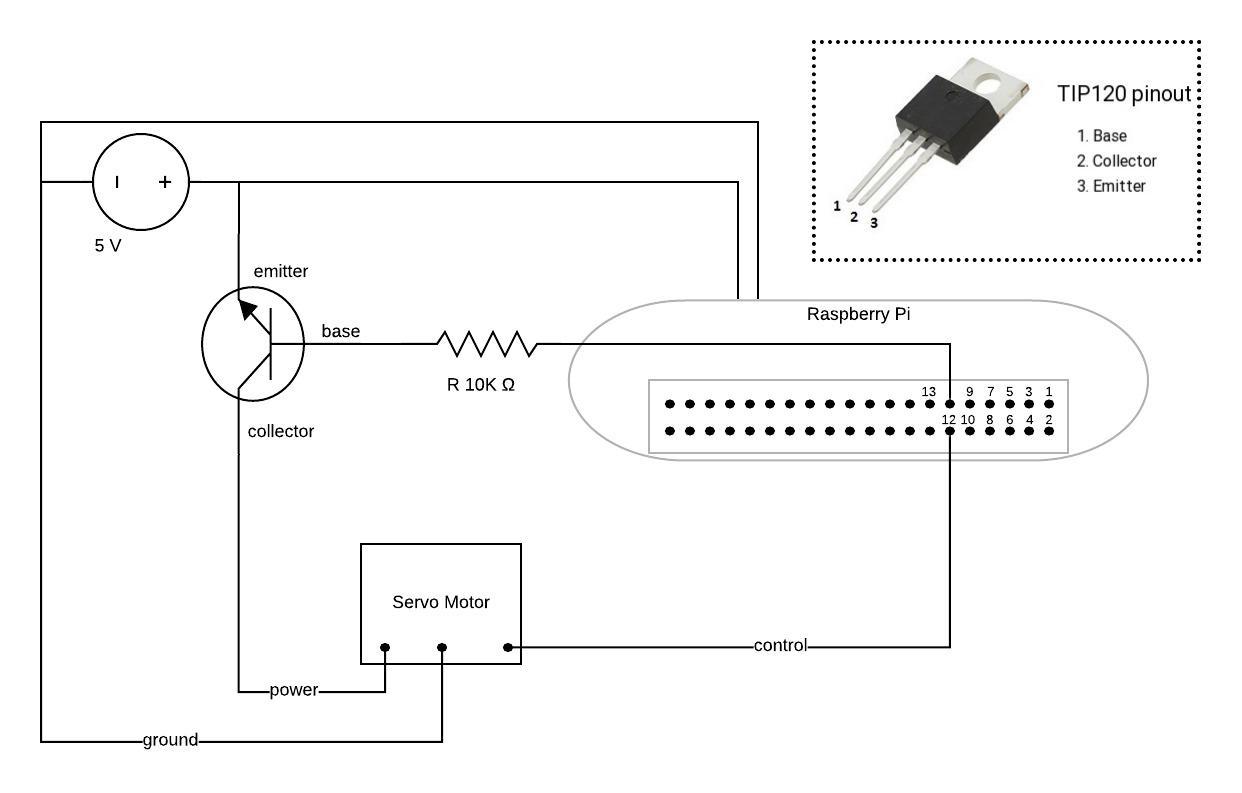 TIP120 pinout
1. Base
2. Collector
3. Emitter
1
2
3
5 V
emitter
base
R 10K Ω
collector
Raspberry Pi
13 9 7 5 3 1
12 10 8 6 4 2
Servo Motor
control
power
ground